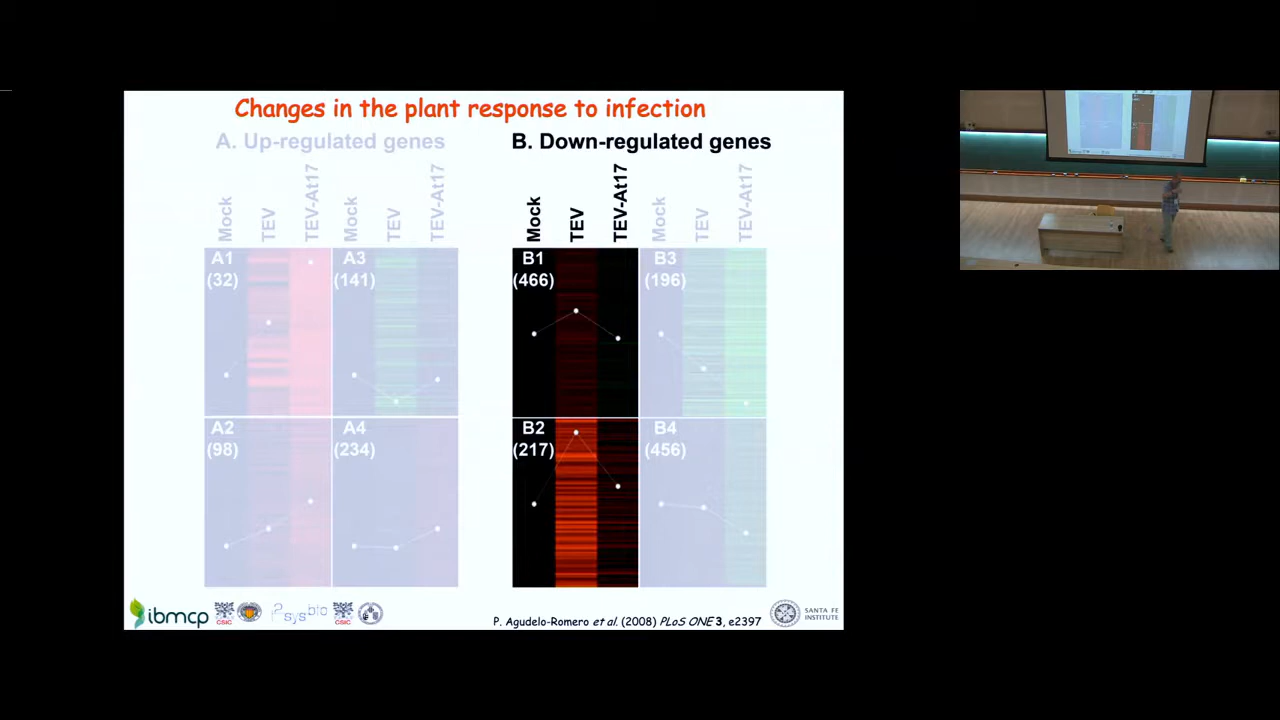 Changes in the plant response to infection
A. Up-regulated genes
B. Down-regulated genes
Mock
TEV
TEV-At17
Mock
TEV
TEV-At17
Mock
TEV
TEV-At17
Mock
TEV
TEV-At17
A1
(32)
A3
(141)
B1
(466)
B3
(196)
A2
(98)
A4
(234)
B2
(217)
B4
(456)
ibmcp
CSIC
i2sysbio
CSIC
P. Agudelo-Romero et al. (2008) PLoS ONE 3, e2397
SANTA FE
INSTITUTE